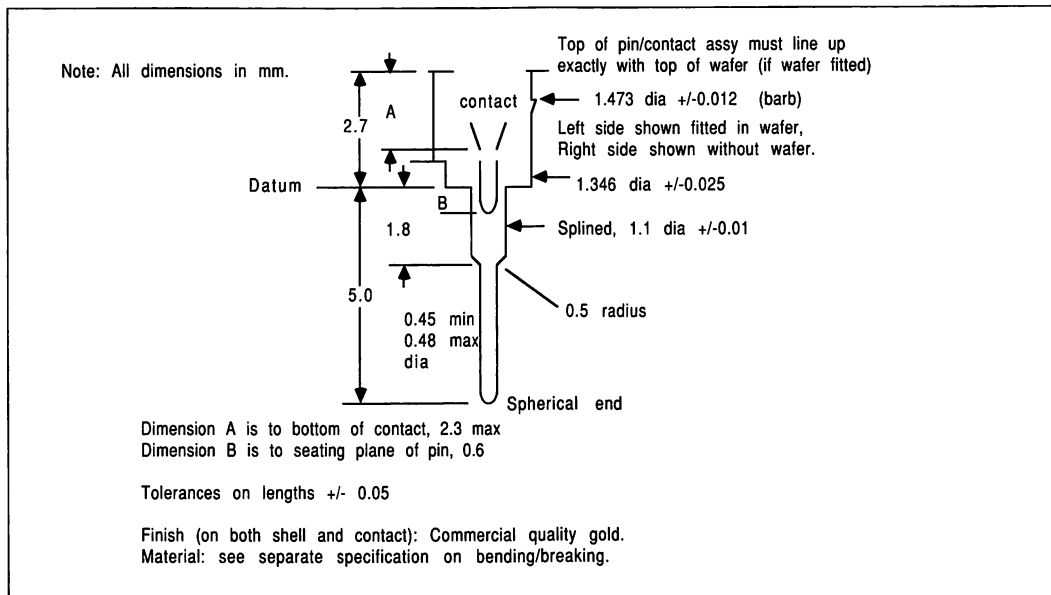 Note: All dimensions in mm.
Top of pin/contact assy must line up
exactly with top of wafer (if wafer fitted)
A
contact
1.473 dia +/-0.012 (barb)
2.7
Left side shown fitted in wafer,
Right side shown without wafer.
Datum
1.346 dia +/-0.025
B
1.8
Splined, 1.1 dia +/-0.01
5.0
0.5 radius
0.45 min
0.48 max
dia
Spherical end
Dimension A is to bottom of contact, 2.3 max
Dimension B is to seating plane of pin, 0.6
Tolerances on lengths +/- 0.05
Finish (on both shell and contact): Commercial quality gold.
Material: see separate specification on bending/breaking.